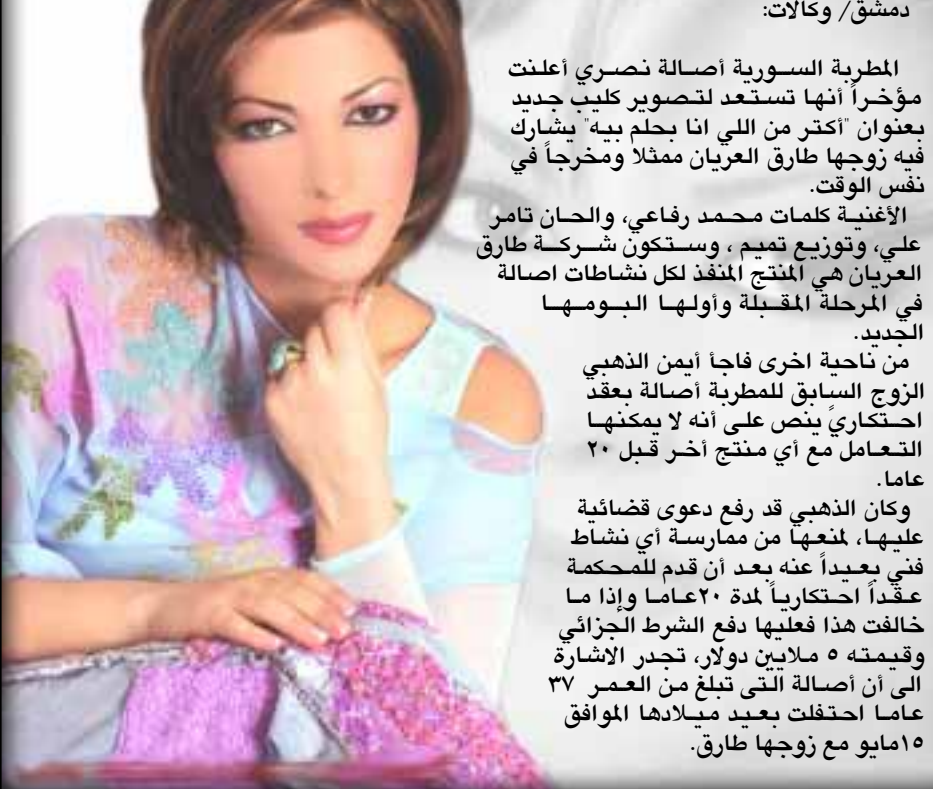 دمشق/ وكالات:
المطربة السورية أصالة نصري أعلنت
مؤخراً أنها تستعد لتصوير كليب جديد
بعنوان "أكتر من اللي انا بحلم بيه" يشارك
فيه زوجها طارق العريان ممثلا ومخرجاً في
نفس الوقت.
الأغنية كلمات محمد رفاعي، والحان تامر
علي، وتوزيع تميم ، وستكون شركة طارق
العريان هي المنتج المنفذ لكل نشاطات اصالة
في المرحلة المقبلة وأولها البومها
الجديد.
من ناحية اخرى فاجأ أيمن الذهبي
الزوج السابق للمطربة أصالة بعقد
احتكاريٍ ينص على أنه لا يمكنها
التعامل مع أي منتج أخر قبل ٢٠
عاما.
وكان الذهبي قد رفع دعوى قضائية
عليها، لمنعها من ممارسة أي نشاط
فني بعيداً عنه بعد أن قدم للمحكمة
عقداً احتكارياً لمدة ٢٠عاما وإذا ما
خالفت هذا فعليها دفع الشرط الجزائي
وقيمته ٥ ملايين دولار، تجدر الاشارة
الى أن أصالة التى تبلغ من العمر ٣٧
عاما احتفلت بعيد ميلادها الموافق
١٥مايو مع زوجها طارق.